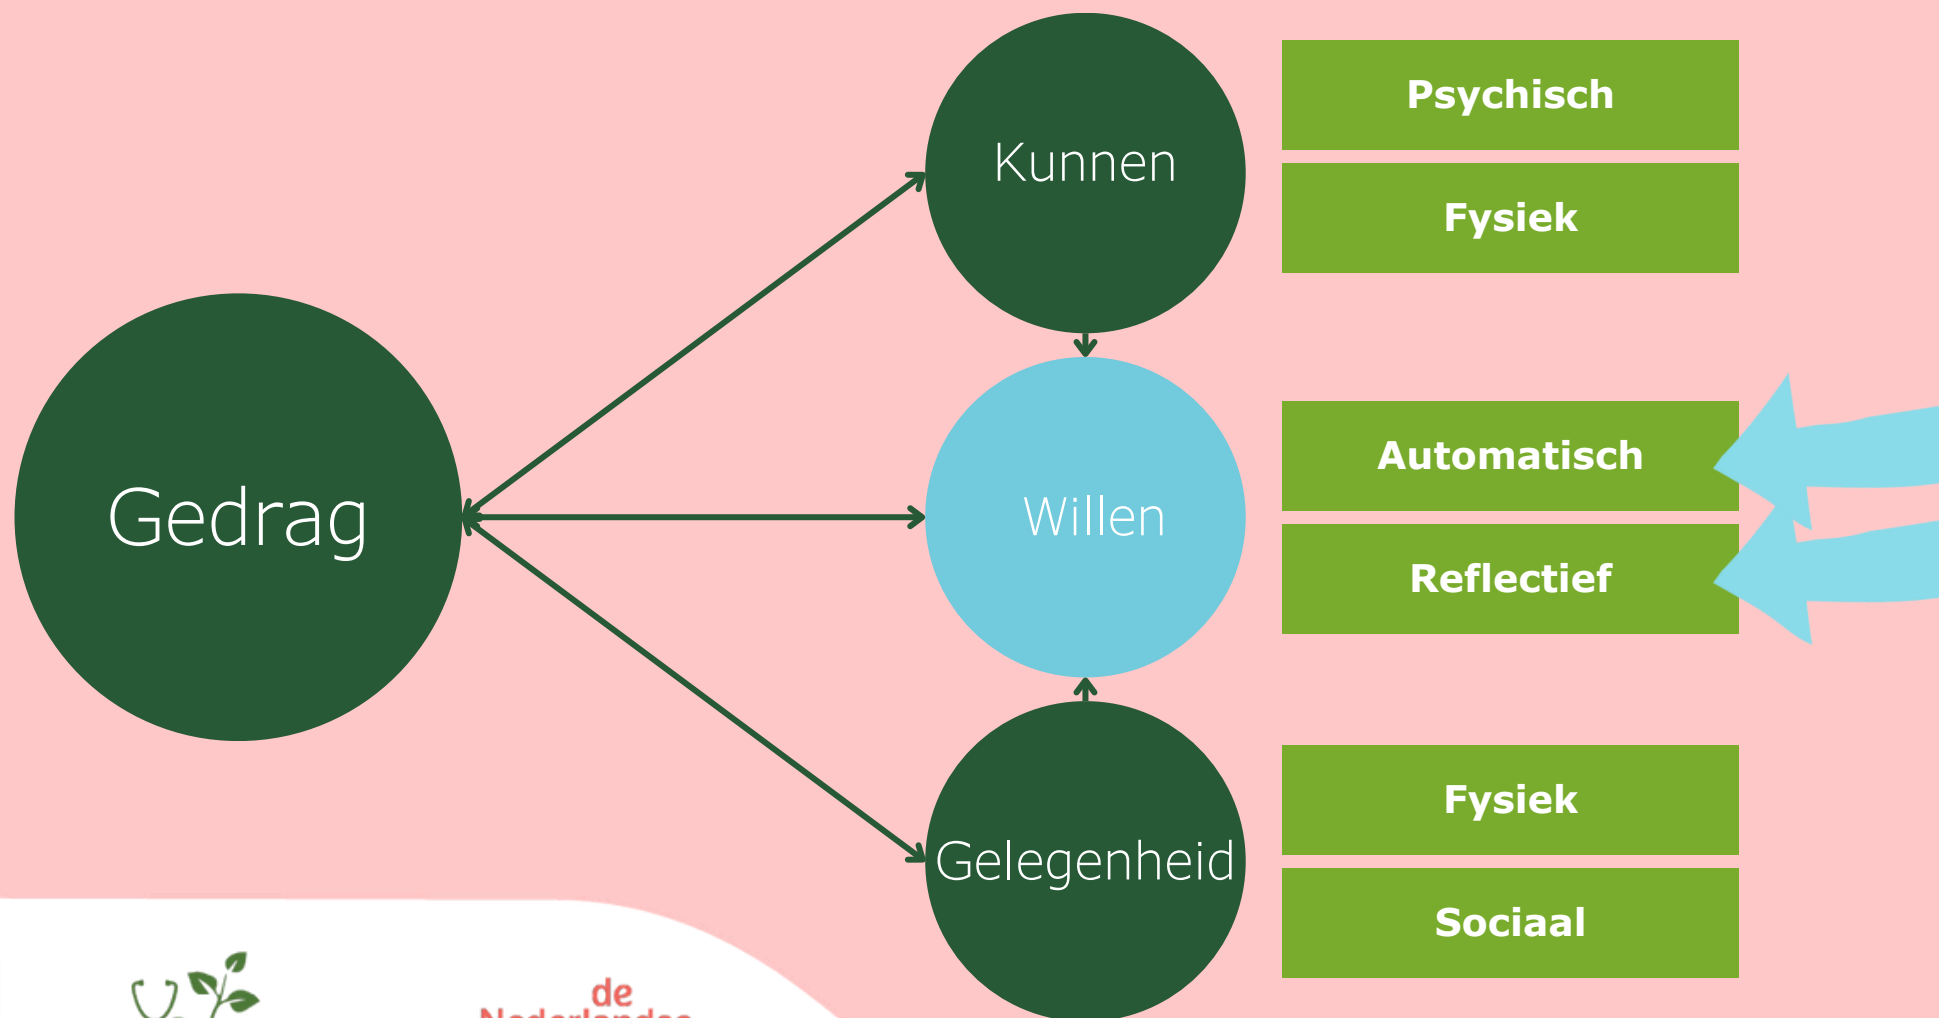 Gedrag
Kunnen
Psychisch
Fysiek
Willen
Automatisch
Reflectief
Gelegenheid
Fysiek
Sociaal
de